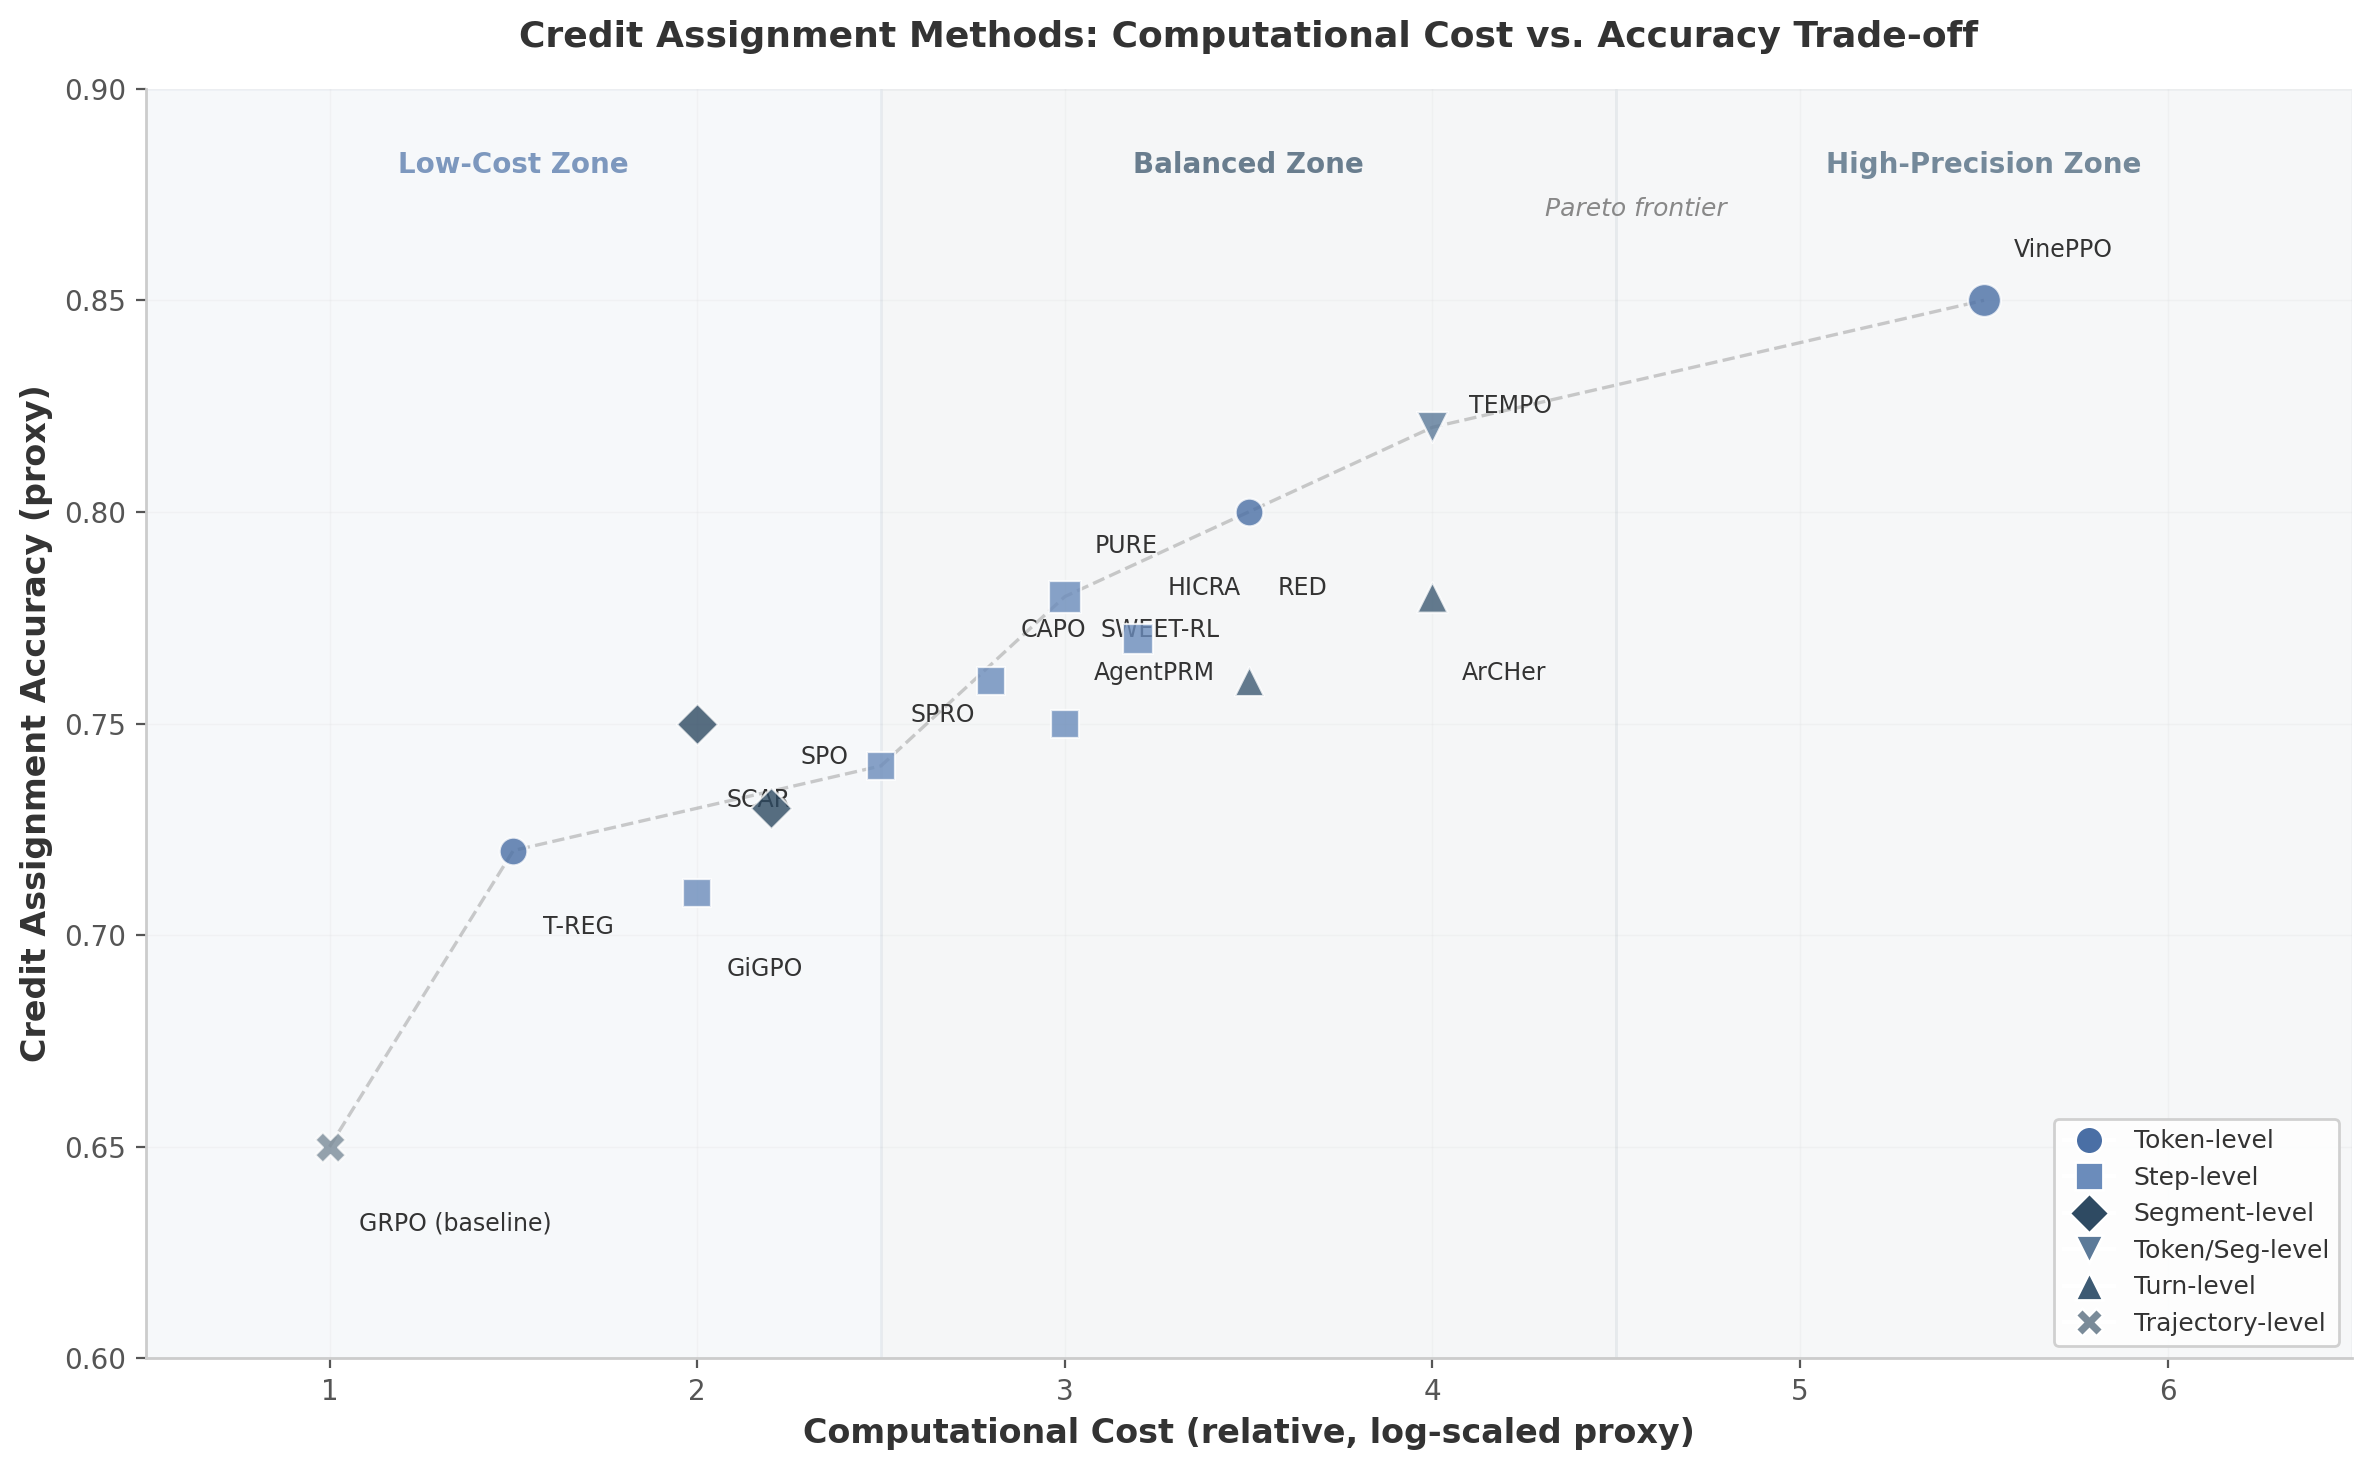 Credit Assignment Methods: Computational Cost vs. Accuracy Trade-off
Credit Assignment Accuracy (proxy)
0.90
0.85
0.80
0.75
0.70
0.65
0.60
Low-Cost Zone
Balanced Zone
High-Precision Zone
Pareto frontier
VinePPO
TEMPO
PURE
HICRA
RED
CAPO
SWEET-RL
AgentPRM
ArCHer
SPRO
SPO
SCAR
T-REG
GiGPO
GRPO (baseline)
Token-level
Step-level
Segment-level
Token/Seg-level
Turn-level
Trajectory-level
1
2
3
4
5
6
Computational Cost (relative, log-scaled proxy)